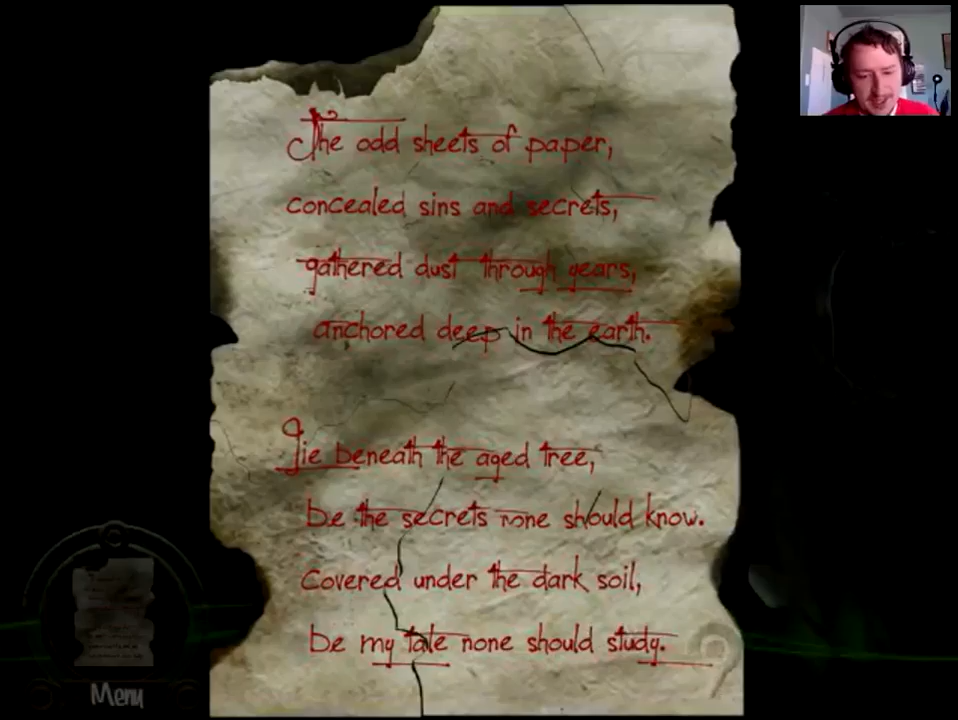 The odd sheets of paper,
concealed sins and secrets,
gathered dust through years,
anchored deep in the earth.
Lie beneath the aged tree,
be the secrets none should know.
Covered under the dark soil,
be my tale none should study.
Menu